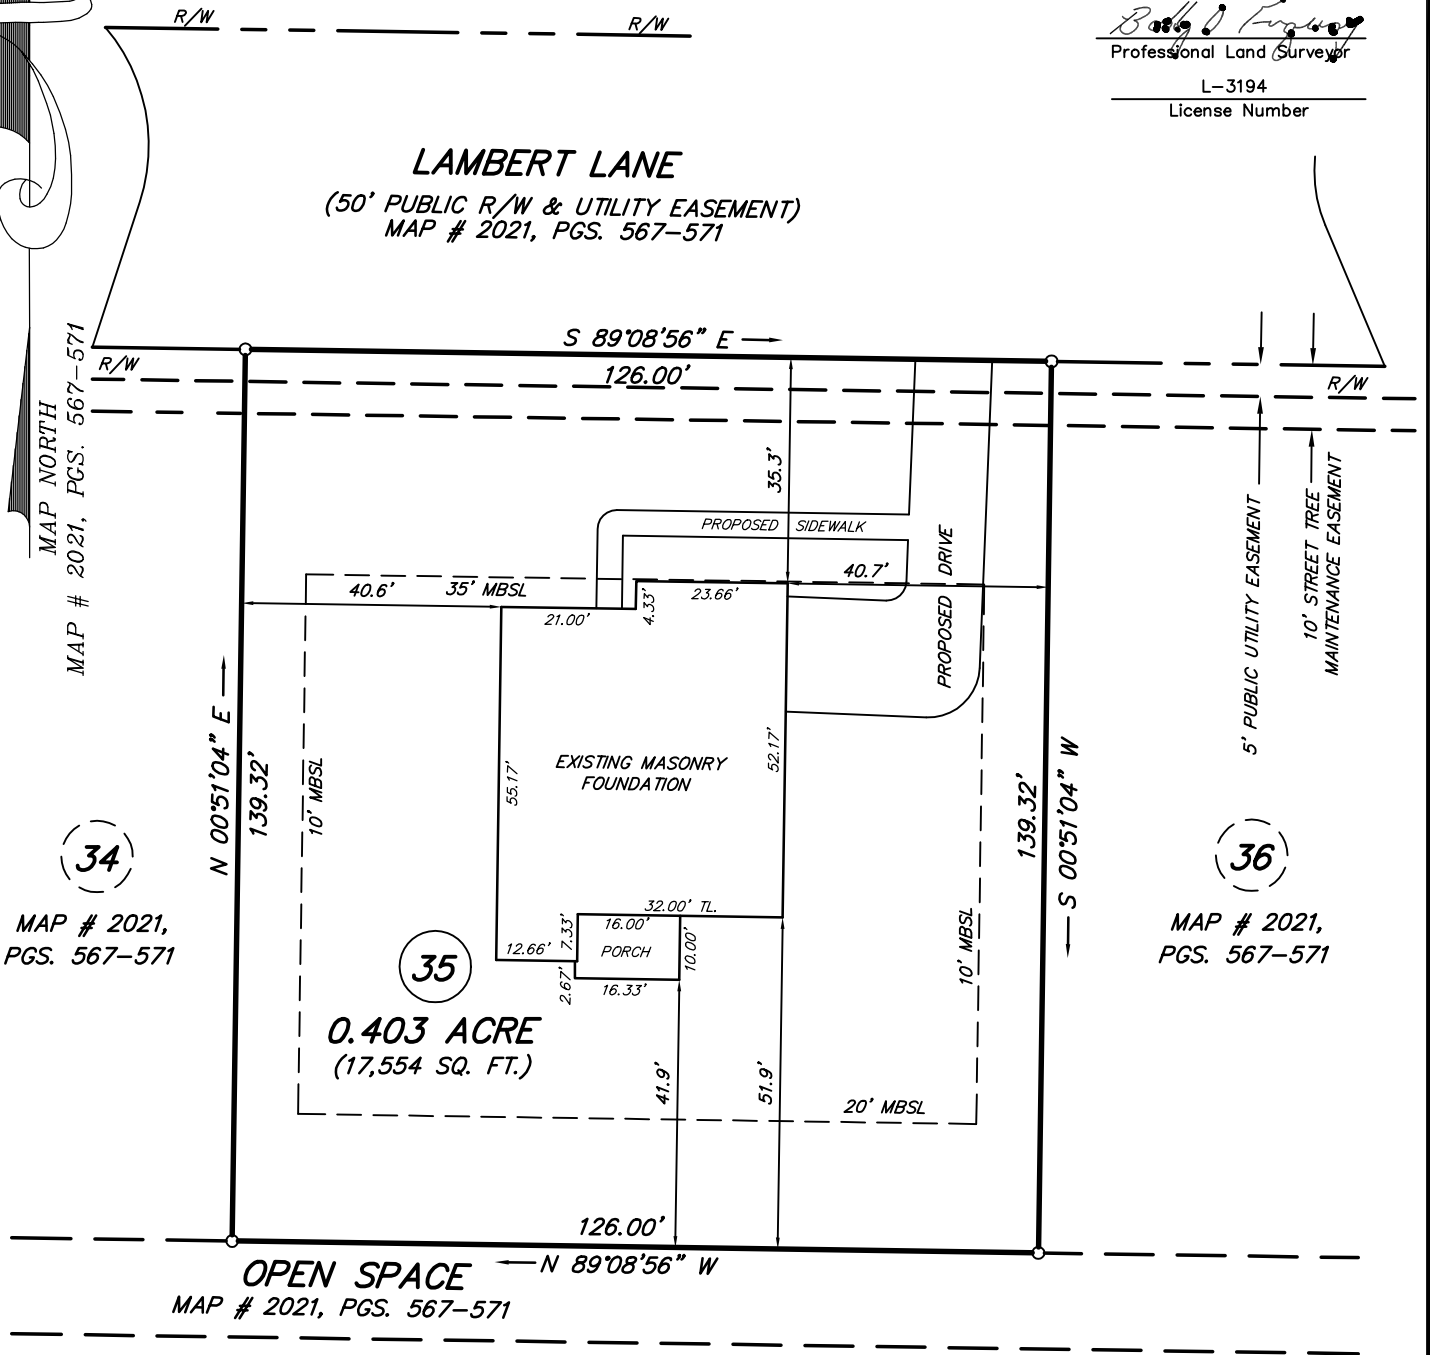 R/W
R/W
Professional Land Surveyor
L-3194
License Number
LAMBERT LANE
(50' PUBLIC R/W & UTILITY EASEMENT)
MAP # 2021, PGS. 567-571
MAP NORTH
MAP # 2021, PGS. 567-571
S 89°08'56" E
126.00'
R/W
R/W
35.3'
PROPOSED SIDEWALK
PROPOSED DRIVE
40.7'
40.6'
35' MBSL
23.66'
4.33'
21.00'
5' PUBLIC UTILITY EASEMENT
10' STREET TREE
MAINTENANCE EASEMENT
N 00°51'04" E
139.32'
10' MBSL
55.17'
EXISTING MASONRY
FOUNDATION
52.17'
139.32'
S 00°51'04" W
34
MAP # 2021,
PGS. 567-571
36
MAP # 2021,
PGS. 567-571
32.00' TL.
16.00'
7.33'
12.66'
PORCH
10.00'
2.67'
16.33'
10' MBSL
35
0.403 ACRE
(17,554 SQ. FT.)
41.9'
51.9'
20' MBSL
126.00'
N 89°08'56" W
OPEN SPACE
MAP # 2021, PGS. 567-571